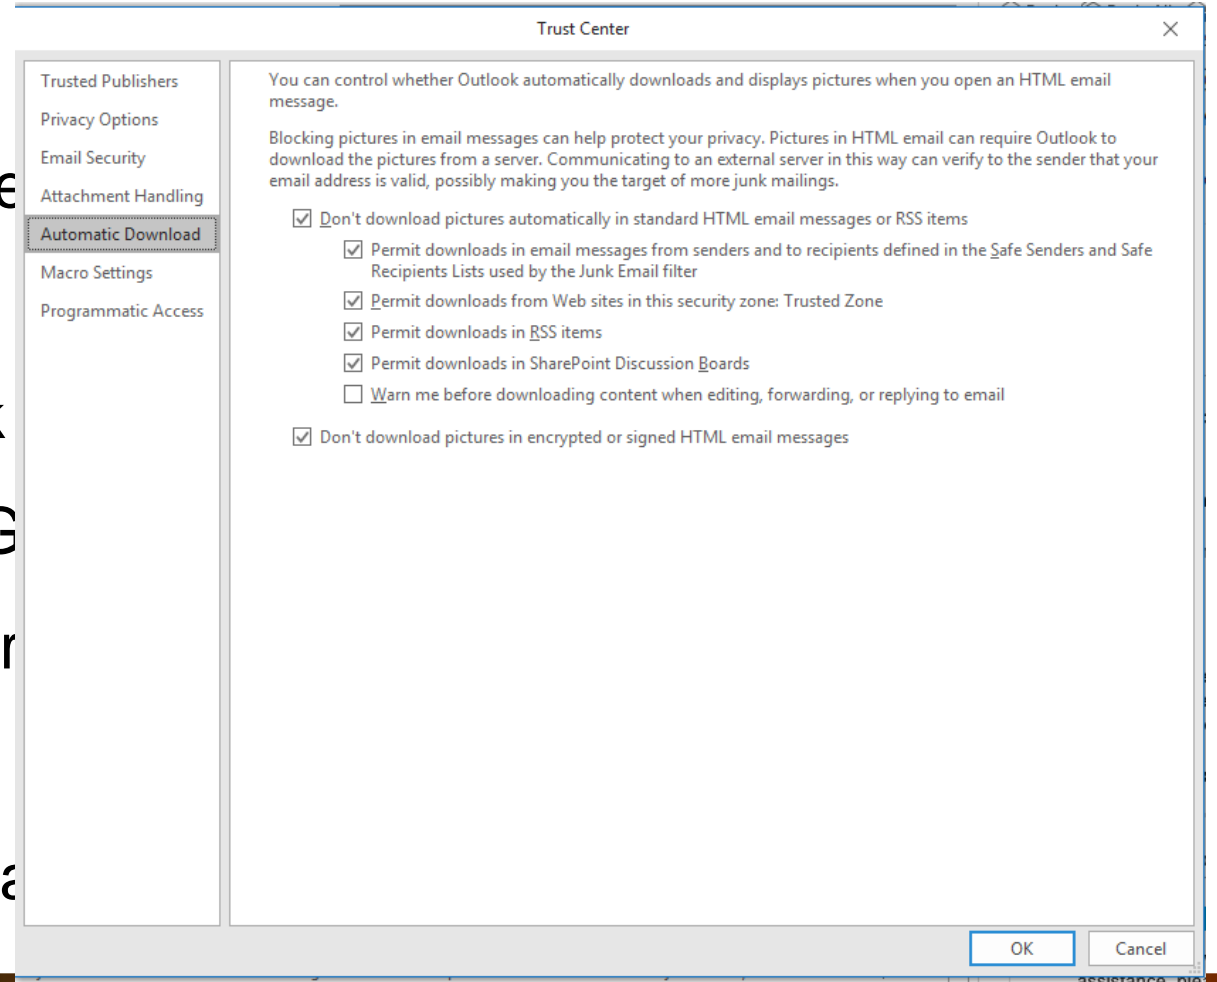 Trust Center
Trusted Publishers
Privacy Options
Email Security
Attachment Handling
Automatic Download
Macro Settings
Programmatic Access
You can control whether Outlook automatically downloads and displays pictures when you open an HTML email
message.
Blocking pictures in email messages can help protect your privacy. Pictures in HTML email can require Outlook to
download the pictures from a server. Communicating to an external server in this way can verify to the sender that your
email address is valid, possibly making you the target of more junk mailings.
Don't download pictures automatically in standard HTML email messages or RSS items
Permit downloads in email messages from senders and to recipients defined in the Safe Senders and Safe
Recipients Lists used by the Junk Email filter
Permit downloads from Web sites in this security zone: Trusted Zone
Permit downloads in RSS items
Permit downloads in SharePoint Discussion Boards
Warn me before downloading content when editing, forwarding, or replying to email
Don't download pictures in encrypted or signed HTML email messages
OK
Cancel